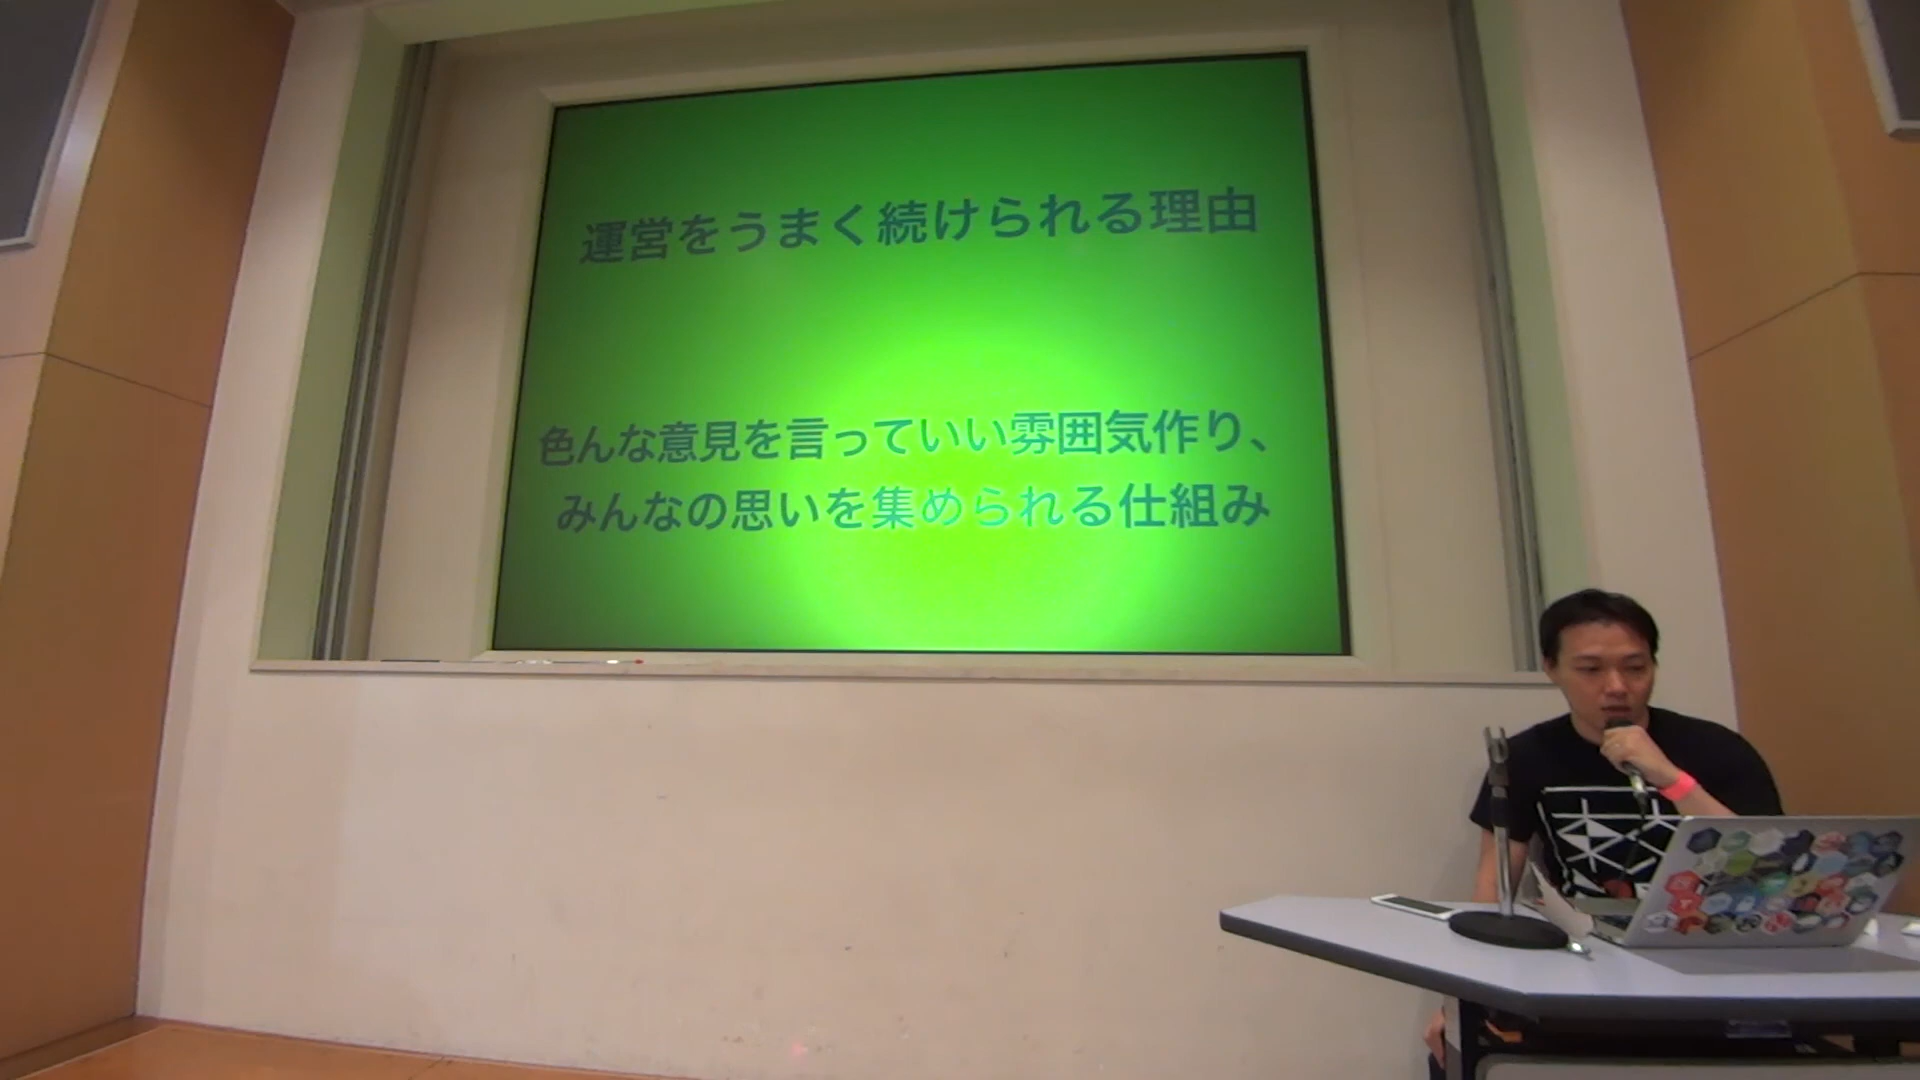 運営をうまく続けられる理由
色んな意見を言っていい雰囲気作り、
みんなの思いを集められる仕組み